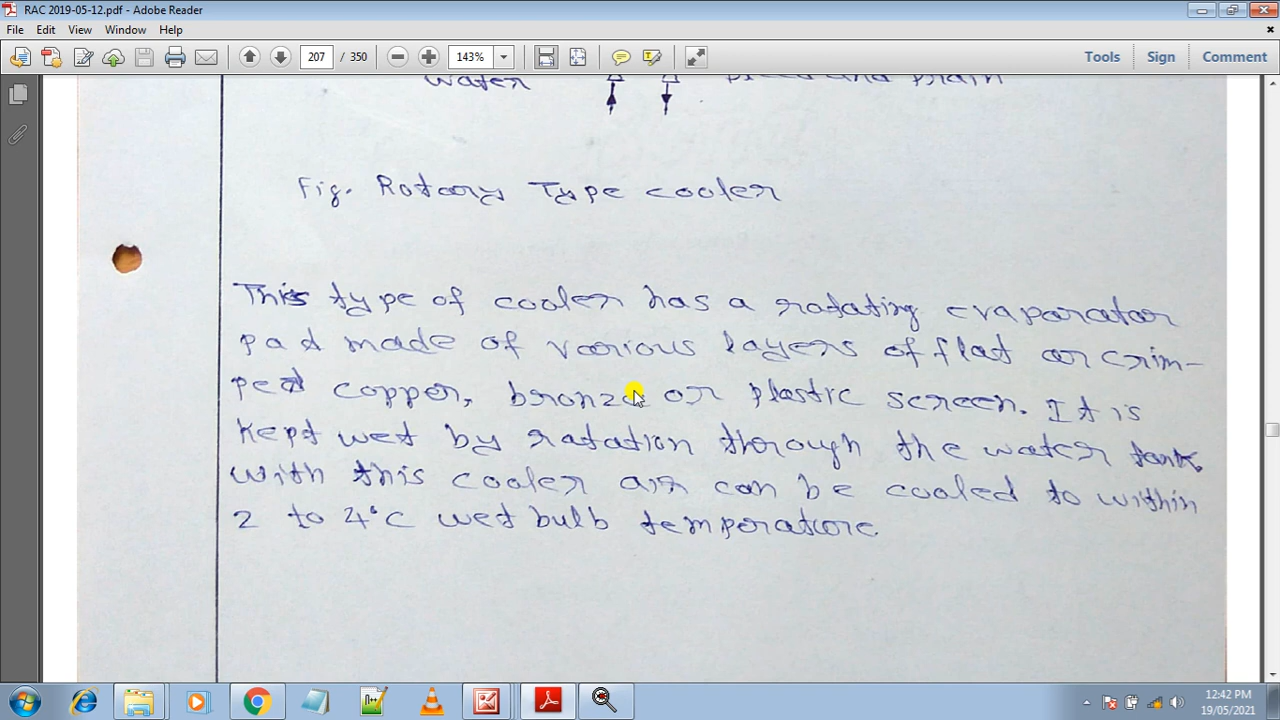 RAC 2019-05-12.pdf - Adobe Reader
File Edit View Window Help
207 / 350 143% Tools Sign Comment
Water
Fig. Rotary Type cooler
This type of cooler has a rotating evaporator
pad made of various layers of flat or crim-
ped copper, bronze or plastic screen. It is
kept wet by rotation through the water tank.
With this cooler air can be cooled to within
2 to 4°C wet bulb temperature.
12:42 PM
19/05/2021